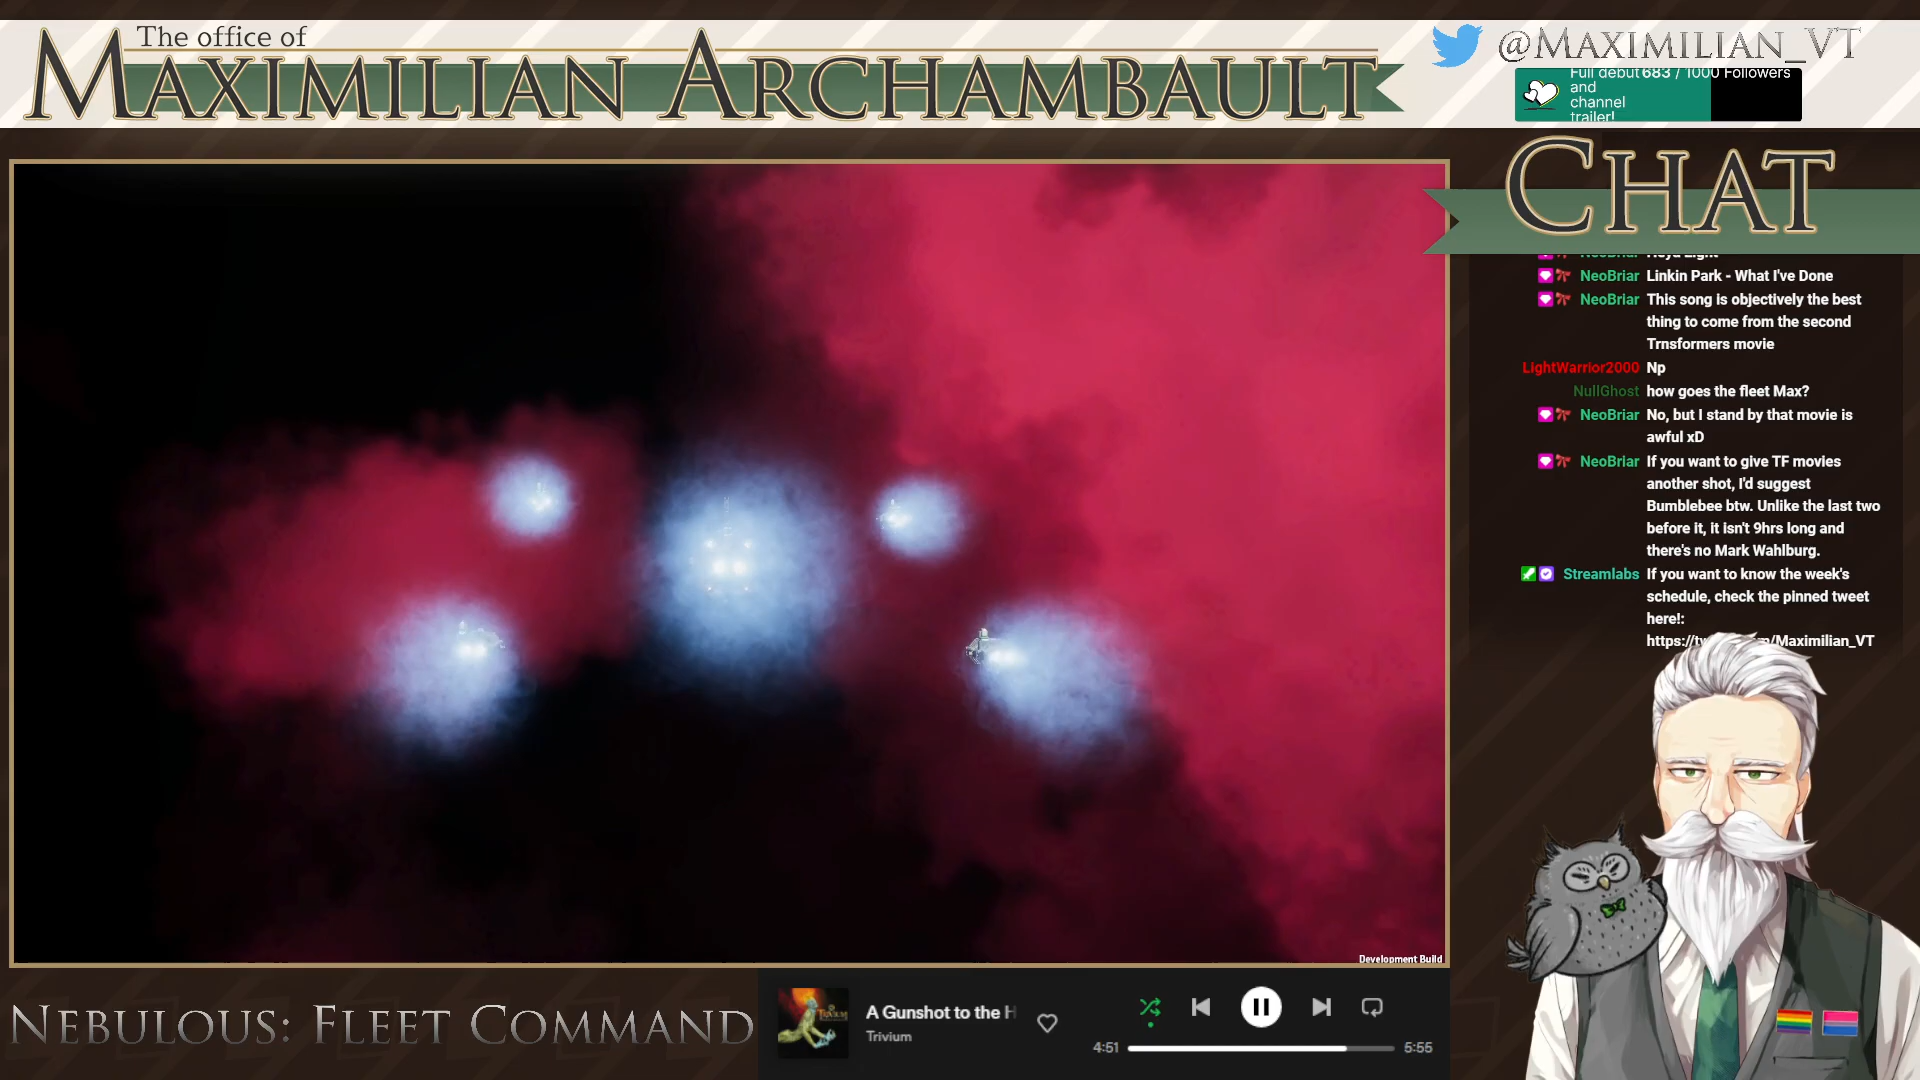 The office of
MAXIMILIAN ARCHAMBAULT
@MAXIMILIAN_VT
Full debut 683 / 1000 Followers
and
channel
trailer!
CHAT
NeoBriar
NeoBriar Linkin Park - What I've Done
NeoBriar This song is objectively the best
thing to come from the second
Trnsformers movie
LightWarrior2000 Np
NullGhost how goes the fleet Max?
NeoBriar No, but I stand by that movie is
awful xD
NeoBriar If you want to give TF movies
another shot, I'd suggest
Bumblebee btw. Unlike the last two
before it, it isn't 9hrs long and
there's no Mark Wahlburg.
Streamlabs If you want to know the week's
schedule, check the pinned tweet
here!:
https://tw m/Maximilian_VT
Development Build
NEBULOUS: FLEET COMMAND
A Gunshot to the H
Trivium
4:51
5:55